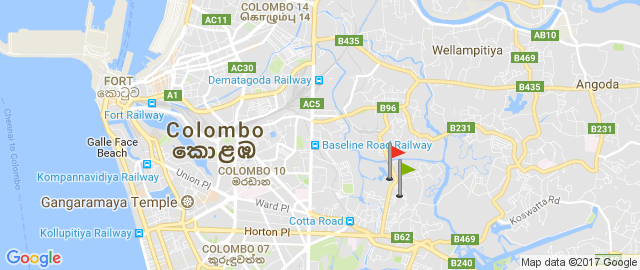 COLOMBO 14
කොළඹ 14
AC11
B435
AB10
Wellampitiya
B469
FORT
කොටුව
AC30
Dematagoda Railway
B435
Angoda
A1
AC5
B96
Fort Railway
Colombo
කොළඹ
B231
B231
Galle Face
Beach
Baseline Road Railway
Chennai to Colombo
Kompannavidiya Railway
Union Pl
COLOMBO 10
මරදාන
Gangaramaya Temple
Ward Pl
Koswatta Rd
Cotta Road
Kollupitiya Railway
Horton Pl
B62
B469
COLOMBO 07
කුරුඳුවත්ත
B240
Google
Map data ©2017 Google